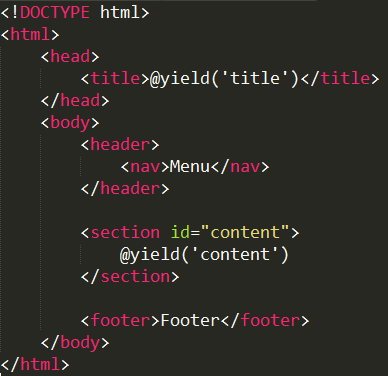 <!DOCTYPE html>
<html>
    <head>
        <title>@yield('title')</title>
    </head>
    <body>
        <header>
            <nav>Menu</nav>
        </header>

        <section id="content">
            @yield('content')
        </section>

        <footer>Footer</footer>
    </body>
</html>